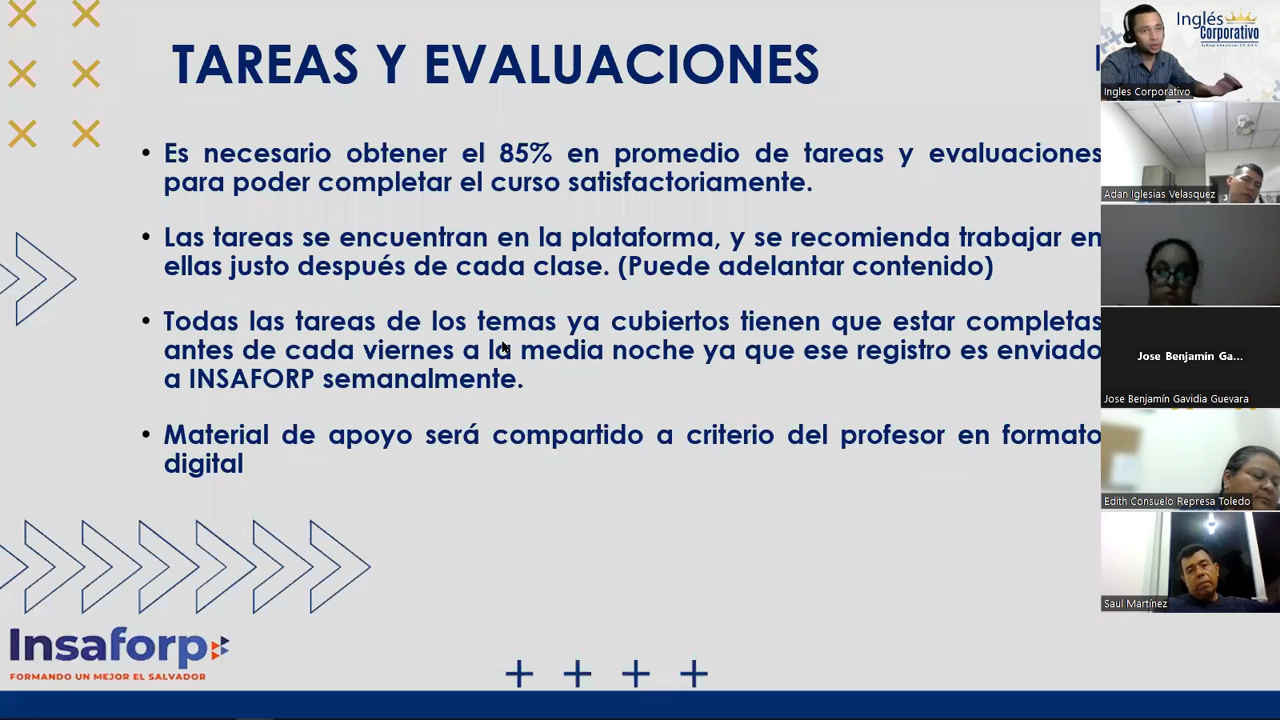 TAREAS Y EVALUACIONES
• Es necesario obtener el 85% en promedio de tareas y evaluaciones
para poder completar el curso satisfactoriamente.
• Las tareas se encuentran en la plataforma, y se recomienda trabajar en
ellas justo después de cada clase. (Puede adelantar contenido)
• Todas las tareas de los temas ya cubiertos tienen que estar completas
antes de cada viernes a la media noche ya que ese registro es enviado
a INSAFORP semanalmente.
• Material de apoyo será compartido a criterio del profesor en formato
digital
Insaforp
FORMANDO UN MEJOR EL SALVADOR
Inglés
Corporativo
Ingles Corporativo
Adan Iglesias Velasquez
Jose Benjamín Ga...
Jose Benjamín Gavidia Guevara
Edith Consuelo Represa Toledo
Saul Martínez